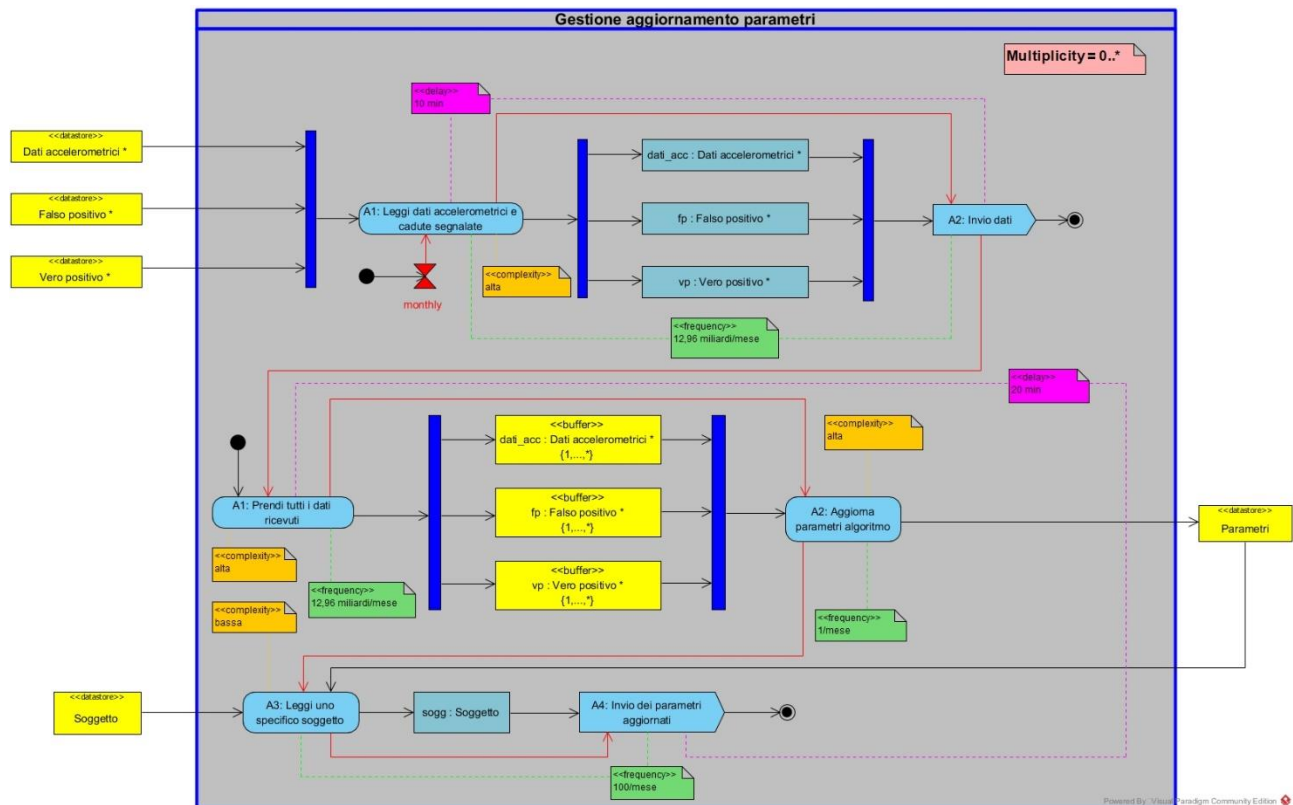 Gestione aggiornamento parametri
Multiplicity = 0..*
<<delay>>
10 min
<<datastore>>
Dati accelerometrici *
<<datastore>>
Falso positivo *
<<datastore>>
Vero positivo *
A1: Leggi dati accelerometrici e
cadute segnalate
monthly
<<complexity>>
alta
dati_acc : Dati accelerometrici *
fp : Falso positivo *
vp : Vero positivo *
A2: Invio dati
<<frequency>>
12,96 miliardi/mese
<<delay>>
20 min
A1: Prendi tutti i dati
ricevuti
<<complexity>>
alta
<<frequency>>
12,96 miliardi/mese
<<buffer>>
dati_acc : Dati accelerometrici *
{1,...,*}
<<buffer>>
fp : Falso positivo *
{1,...,*}
<<buffer>>
vp : Vero positivo *
{1,...,*}
<<complexity>>
alta
A2: Aggiorna
parametri algoritmo
<<frequency>>
1/mese
<<datastore>>
Parametri
<<complexity>>
bassa
<<datastore>>
Soggetto
A3: Leggi uno
specifico soggetto
sogg : Soggetto
A4: Invio dei parametri
aggiornati
<<frequency>>
100/mese
Powered By Visual Paradigm Community Edition